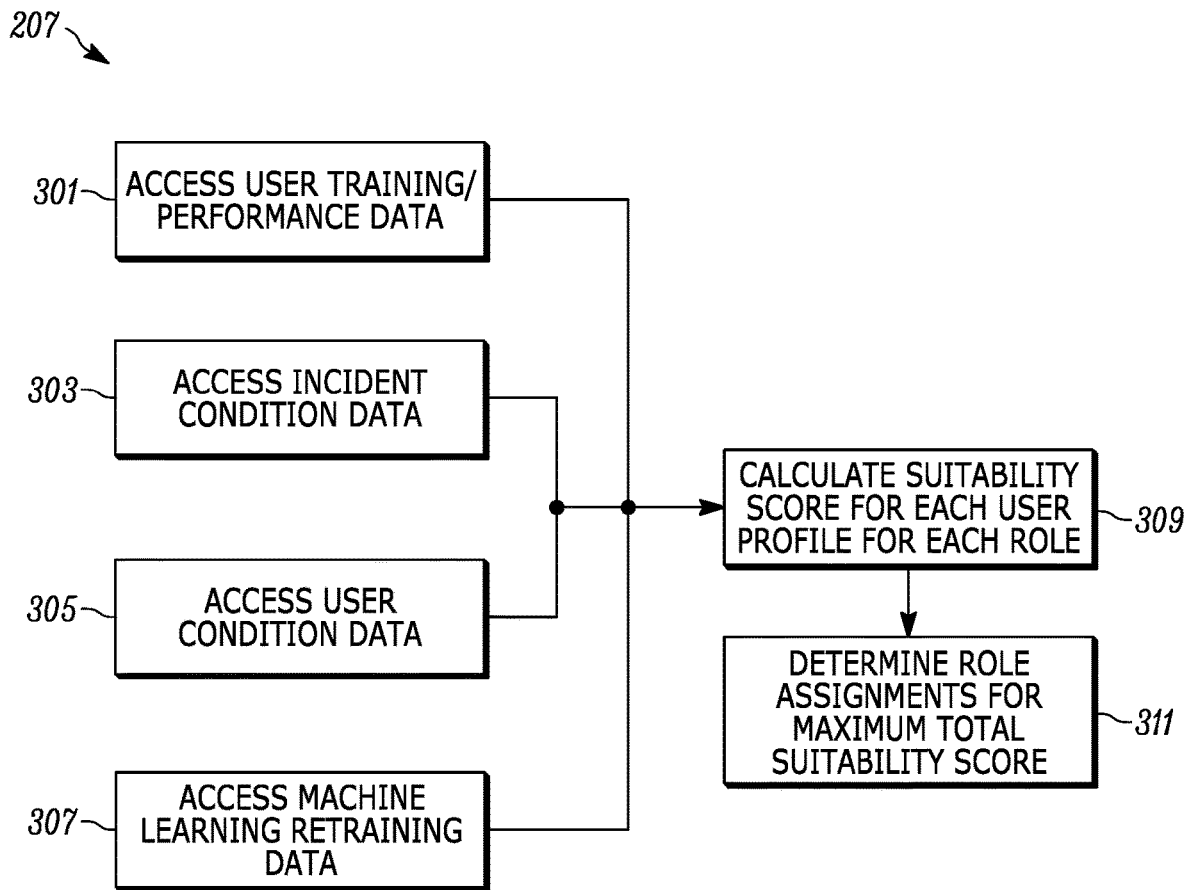 207
301
ACCESS USER TRAINING/
PERFORMANCE DATA
303
ACCESS INCIDENT
CONDITION DATA
305
ACCESS USER
CONDITION DATA
307
ACCESS MACHINE
LEARNING RETRAINING
DATA
CALCULATE SUITABILITY
SCORE FOR EACH USER
PROFILE FOR EACH ROLE
309
DETERMINE ROLE
ASSIGNMENTS FOR
MAXIMUM TOTAL
SUITABILITY SCORE
311